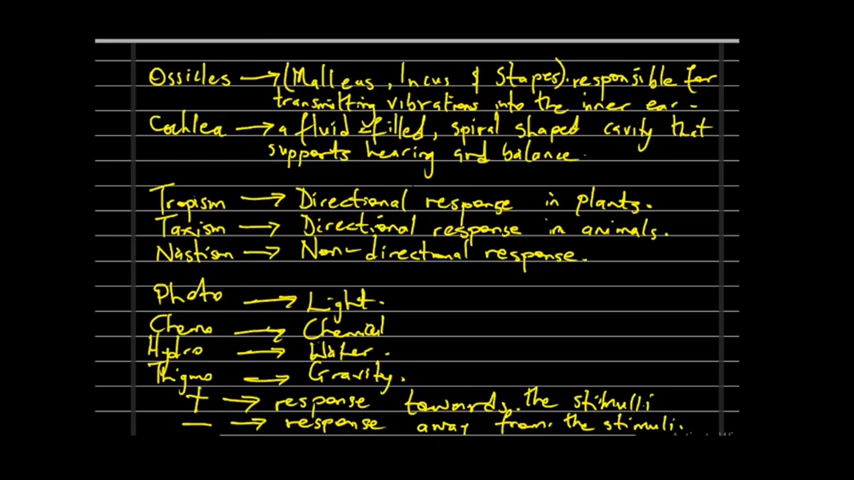 Ossicles → (Malleus, Incus & Stapes). responsible for
transmitting vibrations into the inner ear.
Cochlea → a fluid filled, spiral shaped cavity that
supports hearing and balance.
Tropism → Directional response in plants.
Taxism → Directional response in animals.
Nastism → Non-directional response.
Photo → Light.
Chemo → Chemical
Hydro → Water.
Thigmo → Gravity.
+ → response towards the stimulli
— → response away from the stimuli.